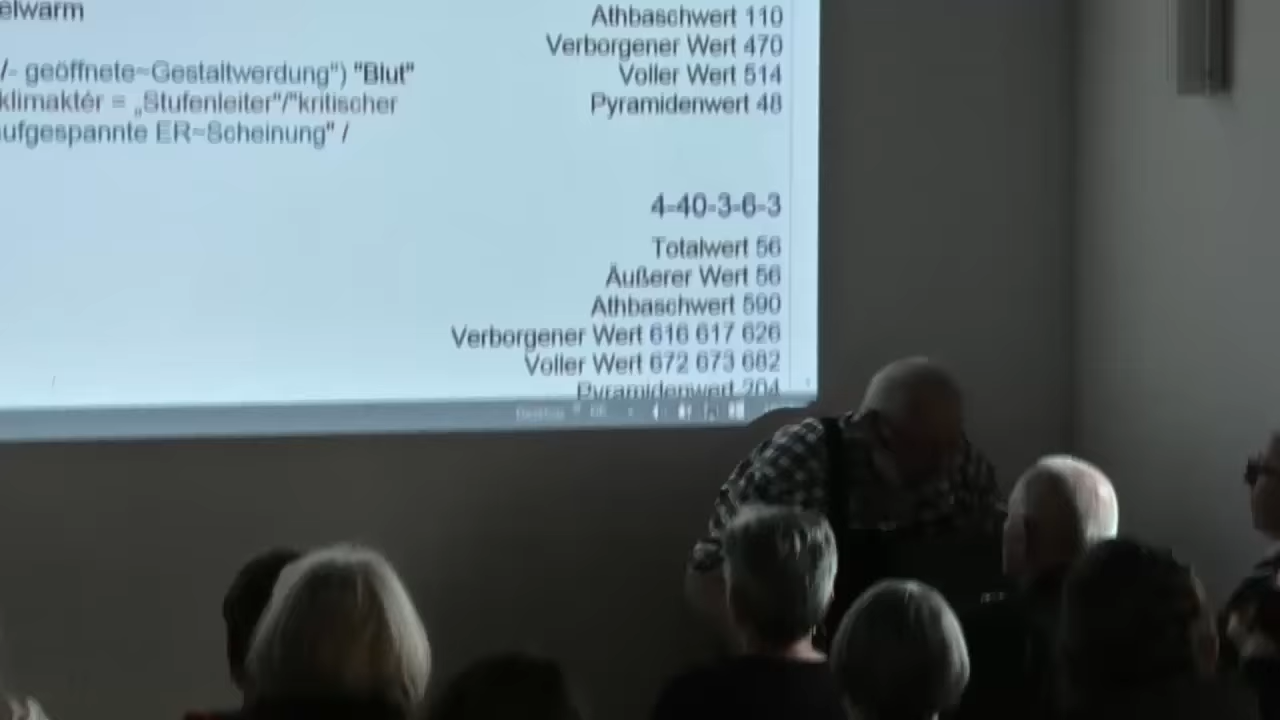 elwarm
/- geöffnete~Gestaltwerdung") "Blut"
klimaktér = „Stufenleiter"/"kritischer
aufgespannte ER~Scheinung" /
Athbaschwert 110
Verborgener Wert 470
Voller Wert 514
Pyramidenwert 48
4-40-3-6-3
Totalwert 56
Äußerer Wert 56
Athbaschwert 590
Verborgener Wert 616 617 626
Voller Wert 672 673 682
Pyramidenwert 204